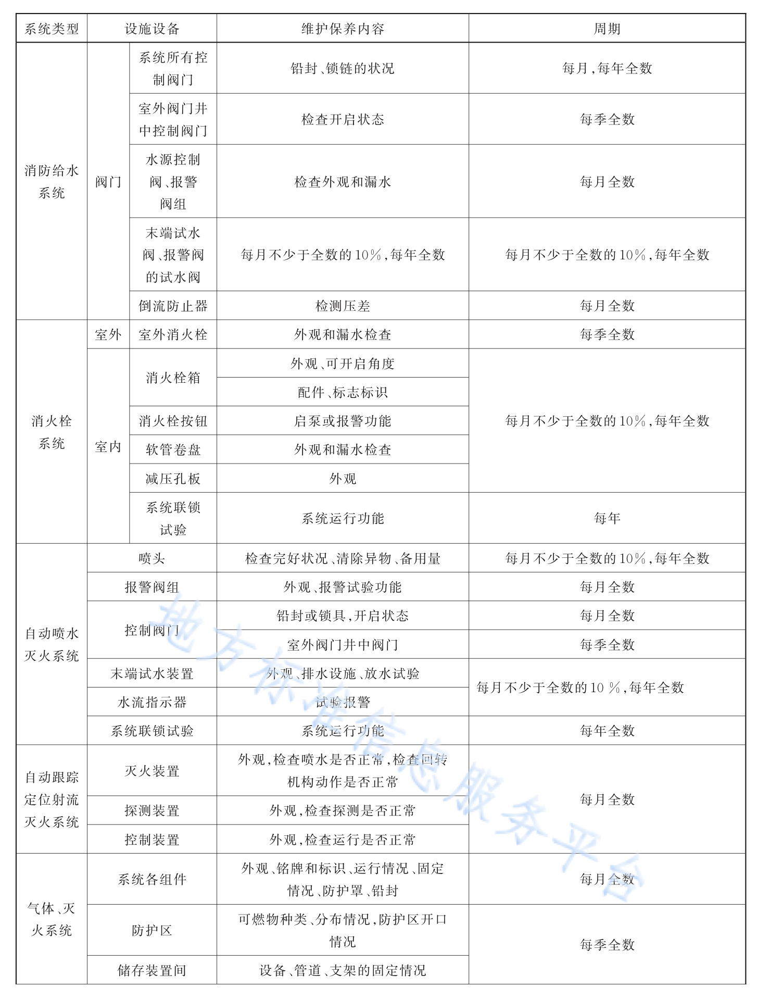 系统类型 设施设备 维护保养内容 周期
消防给水
系统
阀门
系统所有控
制阀门
铅封、锁链的状况
每月,每年全数
室外阀门井
中控制阀门
检查开启状态
每季全数
水源控制
阀、报警
阀组
检查外观和漏水
每月全数
末端试水
阀、报警阀
的试水阀
每月不少于全数的10%,每年全数
每月不少于全数的10%,每年全数
倒流防止器
检测压差
每月全数
消火栓
系统
室外
室外消火栓
外观和漏水检查
每季全数
室内
消火栓箱
外观、可开启角度
配件、标志标识
消火栓按钮
启泵或报警功能
软管卷盘
外观和漏水检查
减压孔板
外观
每月不少于全数的10%,每年全数
系统联锁
试验
系统运行功能
每年
自动喷水
灭火系统
喷头
检查完好状况、清除异物、备用量
每月不少于全数的10%,每年全数
报警阀组
外观、报警试验功能
每月全数
控制阀门
铅封或锁具,开启状态
每月全数
室外阀门井中阀门
每季全数
末端试水装置
外观、排水设施、放水试验
水流指示器
试验报警
每月不少于全数的10 %,每年全数
系统联锁试验
系统运行功能
每年全数
自动跟踪
定位射流
灭火系统
灭火装置
外观,检查喷水是否正常,检查回转
机构动作是否正常
探测装置
外观,检查探测是否正常
控制装置
外观,检查运行是否正常
每月全数
气体、灭
火系统
系统各组件
外观、铭牌和标识、运行情况、固定
情况、防护罩、铅封
每月全数
防护区
可燃物种类、分布情况,防护区开口
情况
储存装置间
设备、管道、支架的固定情况
每季全数
地方标准信息服务平台